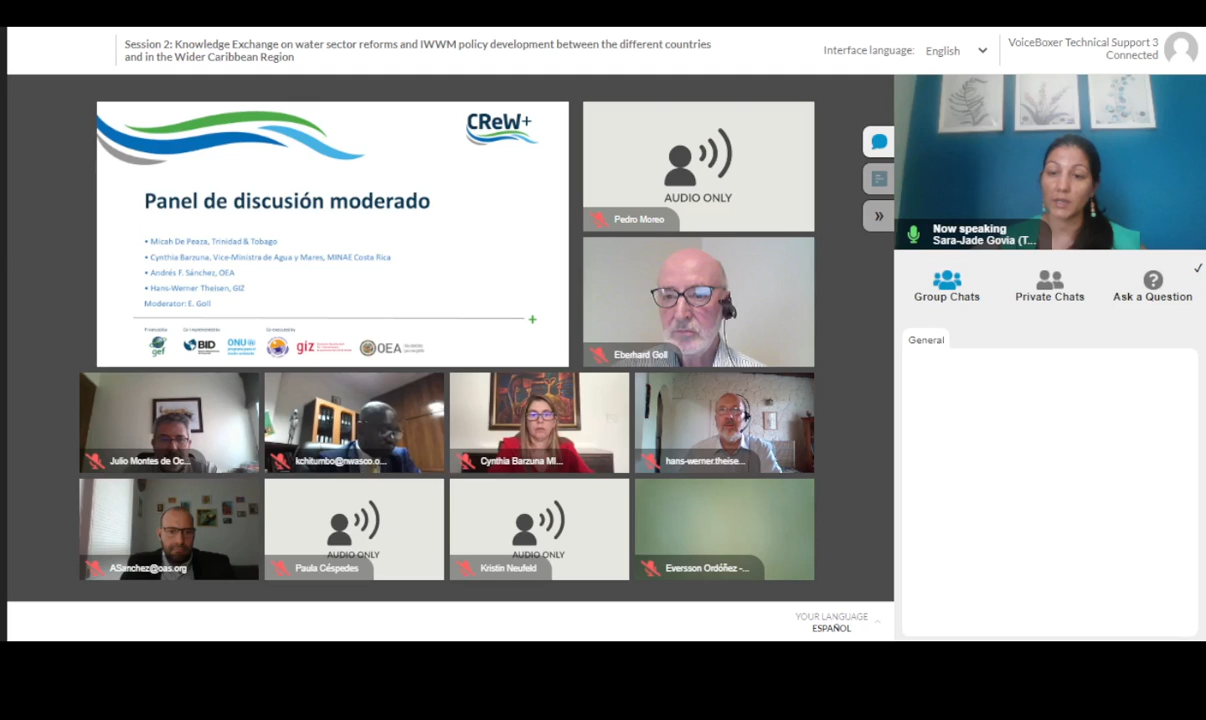 Session 2: Knowledge Exchange on water sector reforms and IWWM policy development between the different countries
and in the Wider Caribbean Region
Interface language: English
VoiceBoxer Technical Support 3
Connected
CReW+
Panel de discusión moderado
• Micah De Peaza, Trinidad & Tobago
• Cynthia Barzuna, Vice-Ministra de Agua y Mares, MINAE Costa Rica
• Andrés F. Sánchez, OEA
• Hans-Werner Theisen, GIZ
Moderator: E. Goll
gef
BID
ONU
giz
OEA
AUDIO ONLY
Pedro Moreo
Eberhard Goll
Now speaking
Sara-Jade Govia (T...
Group Chats
Private Chats
Ask a Question
General
Julio Montes de Oc...
kchitumbo@nwasco.o...
Cynthia Barzuna MI...
hans-werner.theise...
ASanchez@oas.org
AUDIO ONLY
Paula Céspedes
AUDIO ONLY
Kristin Neufeld
Eversson Ordóñez -...
YOUR LANGUAGE
ESPAÑOL